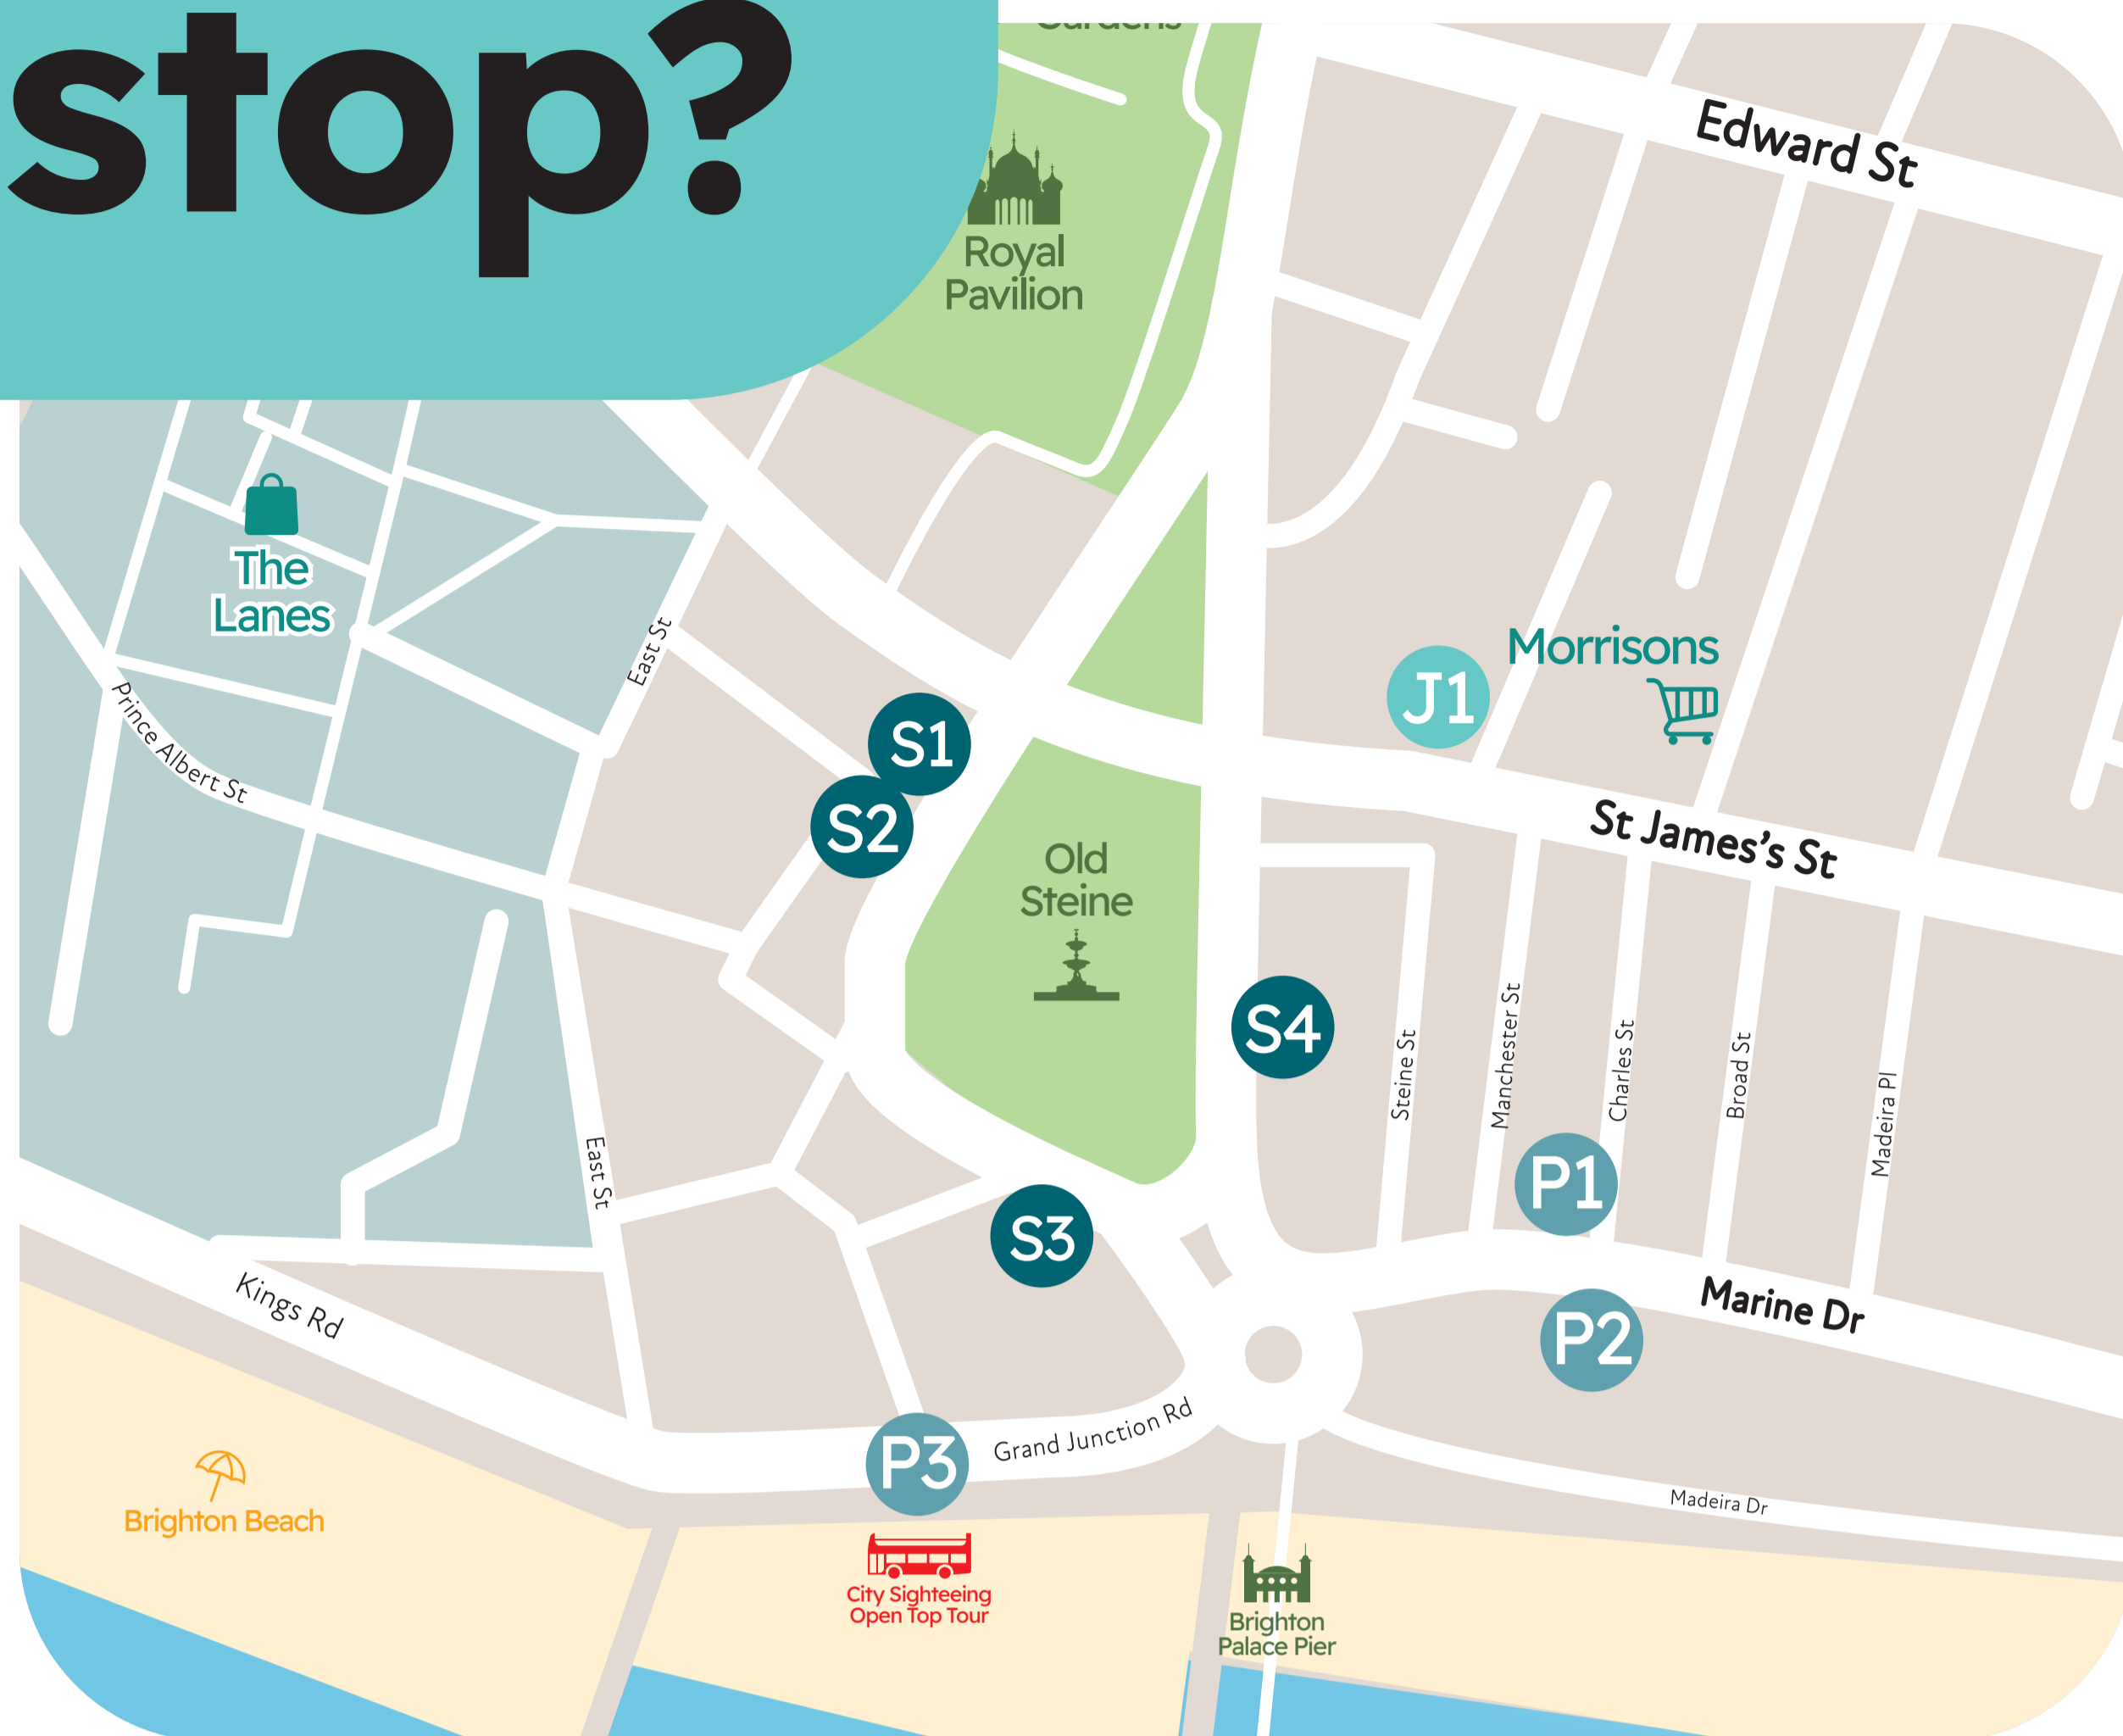 stop?
Gardens
Royal
Pavilion
Edward St
The
Lanes
East St
Prince Albert St
S1
S2
J1
Morrisons
St James's St
Old
Steine
S4
Steine St
Manchester St
Charles St
Broad St
Madeira Pl
East St
S3
P1
P2
Marine Dr
Kings Rd
P3
Grand Junction Rd
Madeira Dr
Brighton Beach
City Sighteeing
Open Top Tour
Brighton
Palace Pier